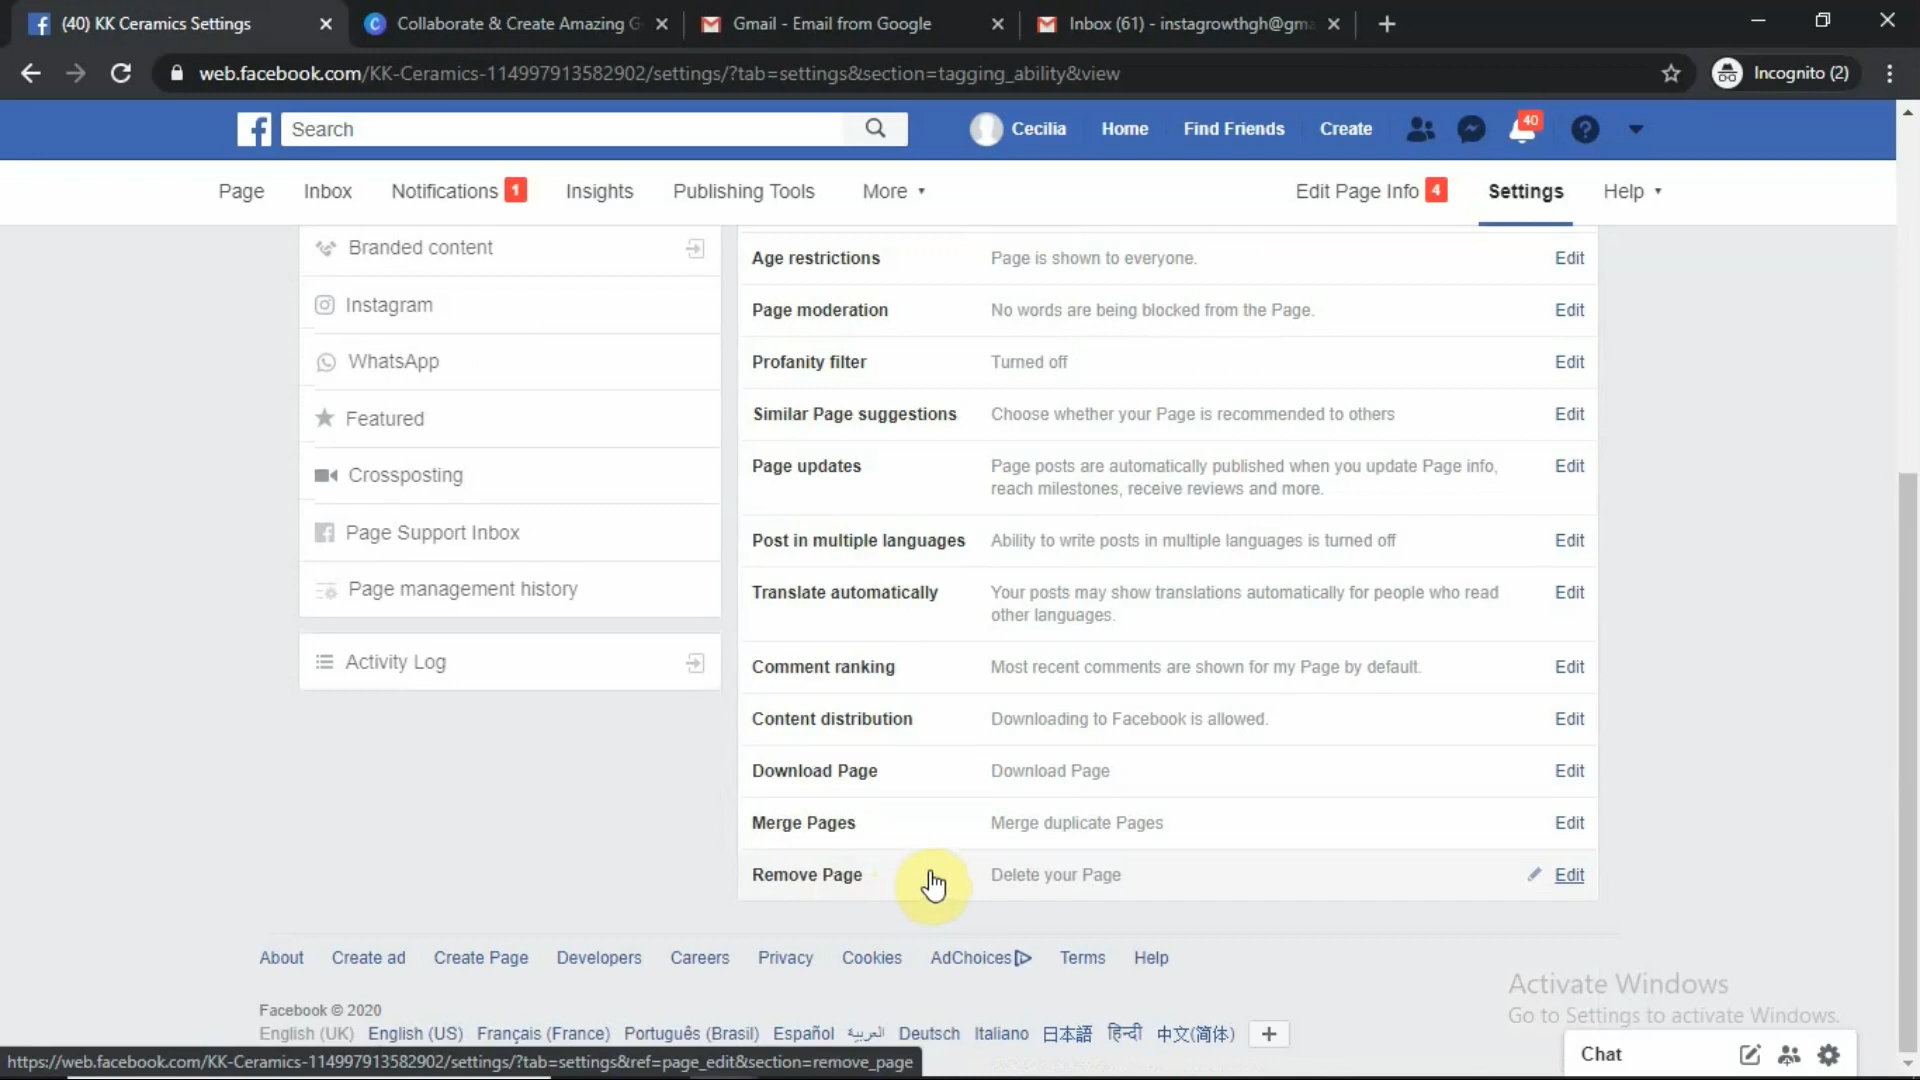 (40) KK Ceramics Settings
Collaborate & Create Amazing G
Gmail - Email from Google
Inbox (61) - instagrowthgh@gma
web.facebook.com/KK-Ceramics-114997913582902/settings/?tab=settings&section=tagging_ability&view
Incognito (2)
Search
Cecilia
Home
Find Friends
Create
40
Page
Inbox
Notifications 1
Insights
Publishing Tools
More
Edit Page Info 4
Settings
Help
Branded content
Instagram
WhatsApp
Featured
Crossposting
Page Support Inbox
Page management history
Activity Log
Age restrictions Page is shown to everyone. Edit
Page moderation No words are being blocked from the Page. Edit
Profanity filter Turned off Edit
Similar Page suggestions Choose whether your Page is recommended to others Edit
Page updates Page posts are automatically published when you update Page info, Edit
reach milestones, receive reviews and more.
Post in multiple languages Ability to write posts in multiple languages is turned off Edit
Translate automatically Your posts may show translations automatically for people who read Edit
other languages.
Comment ranking Most recent comments are shown for my Page by default. Edit
Content distribution Downloading to Facebook is allowed. Edit
Download Page Download Page Edit
Merge Pages Merge duplicate Pages Edit
Remove Page Delete your Page Edit
About Create ad Create Page Developers Careers Privacy Cookies AdChoices Terms Help
Facebook © 2020
English (UK) English (US) Français (France) Português (Brasil) Español العربية Deutsch Italiano 日本語 हिन्दी 中文(简体) +
Activate Windows
Go to Settings to activate Windows.
Chat
https://web.facebook.com/KK-Ceramics-114997913582902/settings/?tab=settings&ref=page_edit&section=remove_page